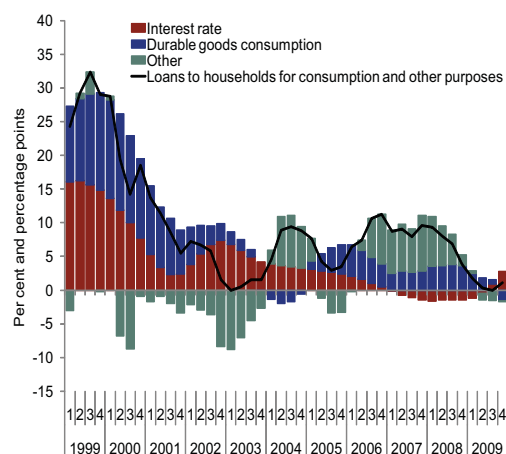 40
35
30
25
20
15
10
5
0
-5
-10
-15
Per cent and percentage points
Interest rate
Durable goods consumption
Other
Loans to households for consumption and other purposes
1 2 3 4 1 2 3 4 1 2 3 4 1 2 3 4 1 2 3 4 1 2 3 4 1 2 3 4 1 2 3 4 1 2 3 4 1 2 3 4 1 2 3 4
1999 2000 2001 2002 2003 2004 2005 2006 2007 2008 2009